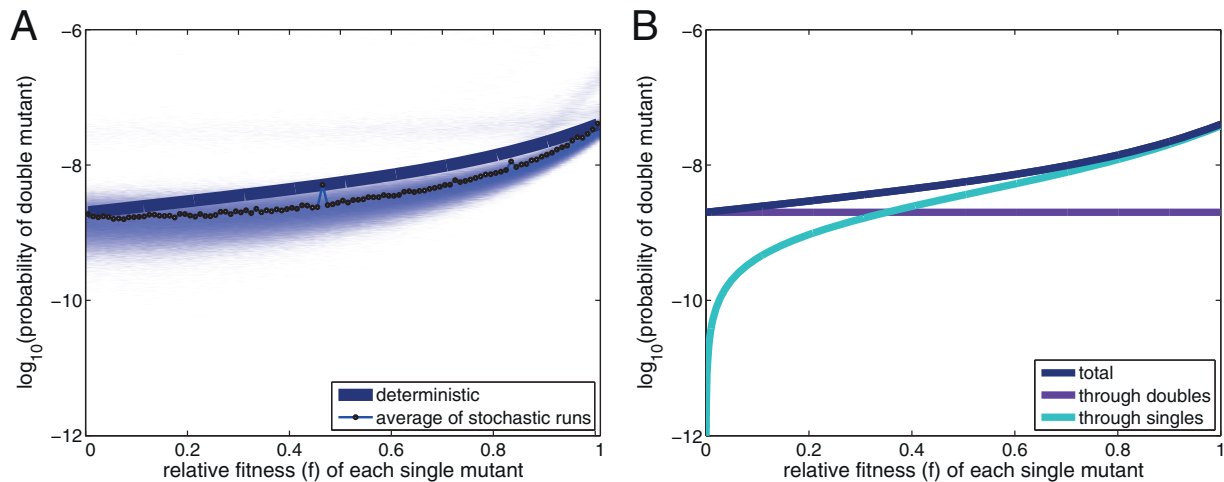 A
−6
−8
−10
−12
log10(probability of double mutant)
0
0.2
0.4
0.6
0.8
1
relative fitness (f) of each single mutant
deterministic
average of stochastic runs
B
−6
−8
−10
−12
log10(probability of double mutant)
0
0.2
0.4
0.6
0.8
1
relative fitness (f) of each single mutant
total
through doubles
through singles